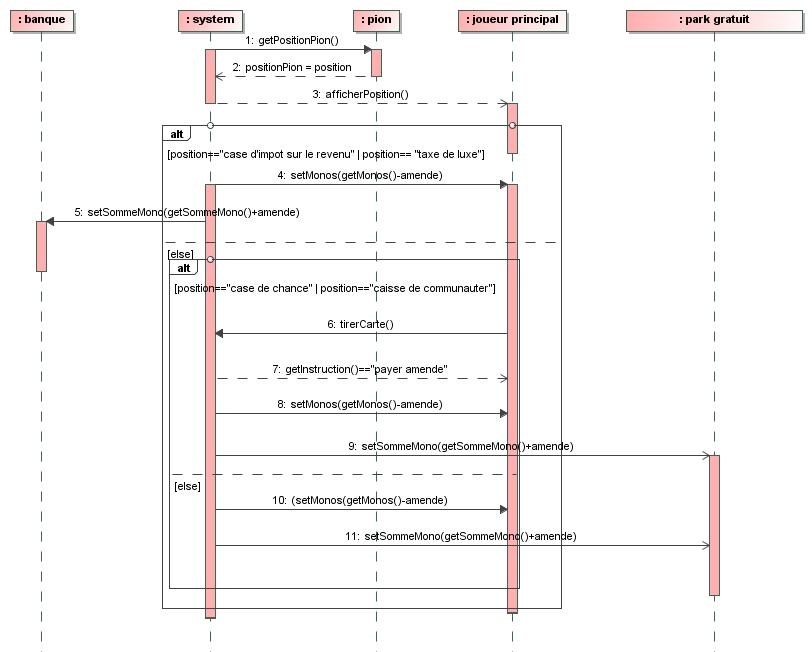 : banque
: system
: pion
: joueur principal
: park gratuit
1: getPositionPion()
2: positionPion = position
3: afficherPosition()
alt
[position=="case d'impot sur le revenu" | position== "taxe de luxe"]
4: setMonos(getMonos()-amende)
5: setSommeMono(getSommeMono()+amende)
[else]
alt
[position=="case de chance" | position=="caisse de communauter"]
6: tirerCarte()
7: getInstruction()=="payer amende"
8: setMonos(getMonos()-amende)
9: setSommeMono(getSommeMono()+amende)
[else]
10: (setMonos(getMonos()-amende)
11: setSommeMono(getSommeMono()+amende)